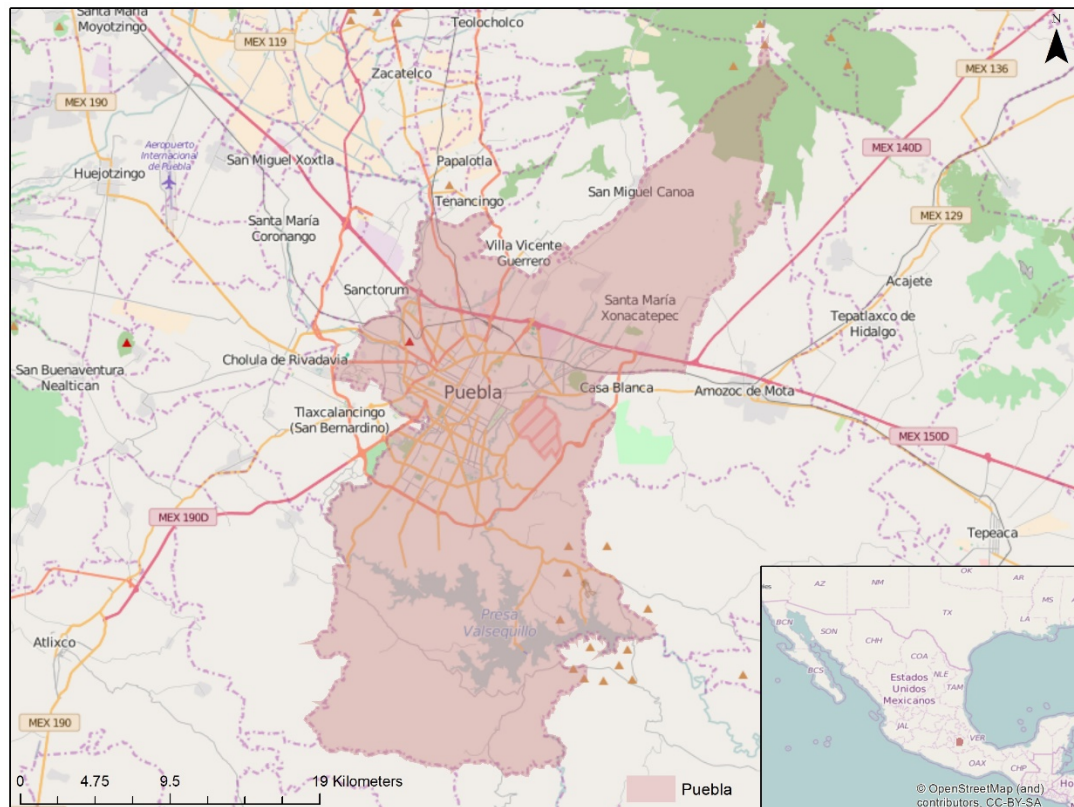 Santa María
Moyotzingo
Teolocholco
N
MEX 119
Zacatelco
MEX 136
MEX 190
Aeropuerto
Internacional
de Puebla
MEX 140D
San Miguel Xoxtla
Papalotla
Huejotzingo
San Miguel Canoa
Tenancingo
MEX 129
Santa María
Coronango
Villa Vicente
Guerrero
Acajete
Sanctorum
Santa María
Xonacatepec
Tepatlaxco de
Hidalgo
Cholula de Rivadavia
San Buenaventura
Nealtican
Puebla
Casa Blanca
Amozoc de Mota
Tlaxcalancingo
(San Bernardino)
MEX 150D
MEX 190D
Tepeaca
Presa
Valsequillo
Atlixco
MEX 190
0 4.75 9.5 19 Kilometers
Puebla
AZ
NM
OK
AR
TX
MS
LA
BCN
SON
CHH
COA
BCS
NLE
TAM
Estados
Unidos
Mexicanos
JAL
VER
OAX
CHP
Ho
© OpenStreetMap (and)
contributors, CC-BY-SA